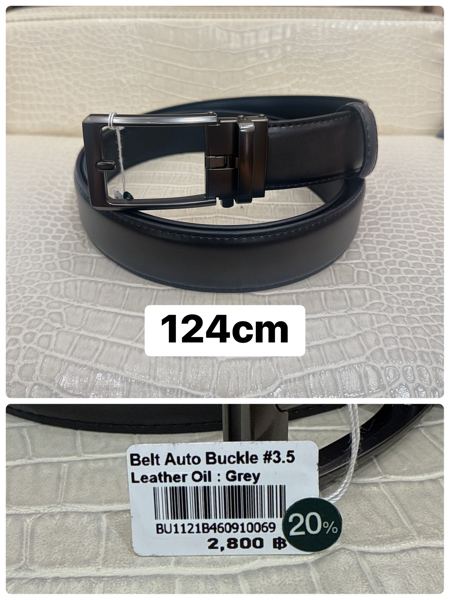 124cm
Belt Auto Buckle #3.5
Leather Oil : Grey
BU1121B460910069
20%
2,800 ฿